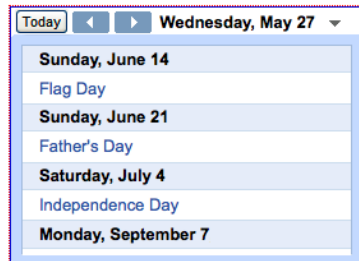 Today Wednesday, May 27
Sunday, June 14
Flag Day
Sunday, June 21
Father's Day
Saturday, July 4
Independence Day
Monday, September 7